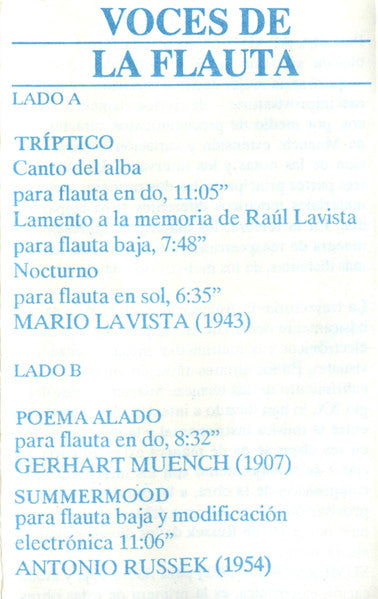 VOCES DE
LA FLAUTA
LADO A
TRÍPTICO
Canto del alba
para flauta en do, 11:05”
Lamento a la memoria de Raúl Lavista
para flauta baja, 7:48”
Nocturno
para flauta en sol, 6:35”
MARIO LAVISTA (1943)
LADO B
POEMA ALADO
para flauta en do, 8:32”
GERHART MUENCH (1907)
SUMMERMOOD
para flauta baja y modificación
electrónica 11:06”
ANTONIO RUSSEK (1954)